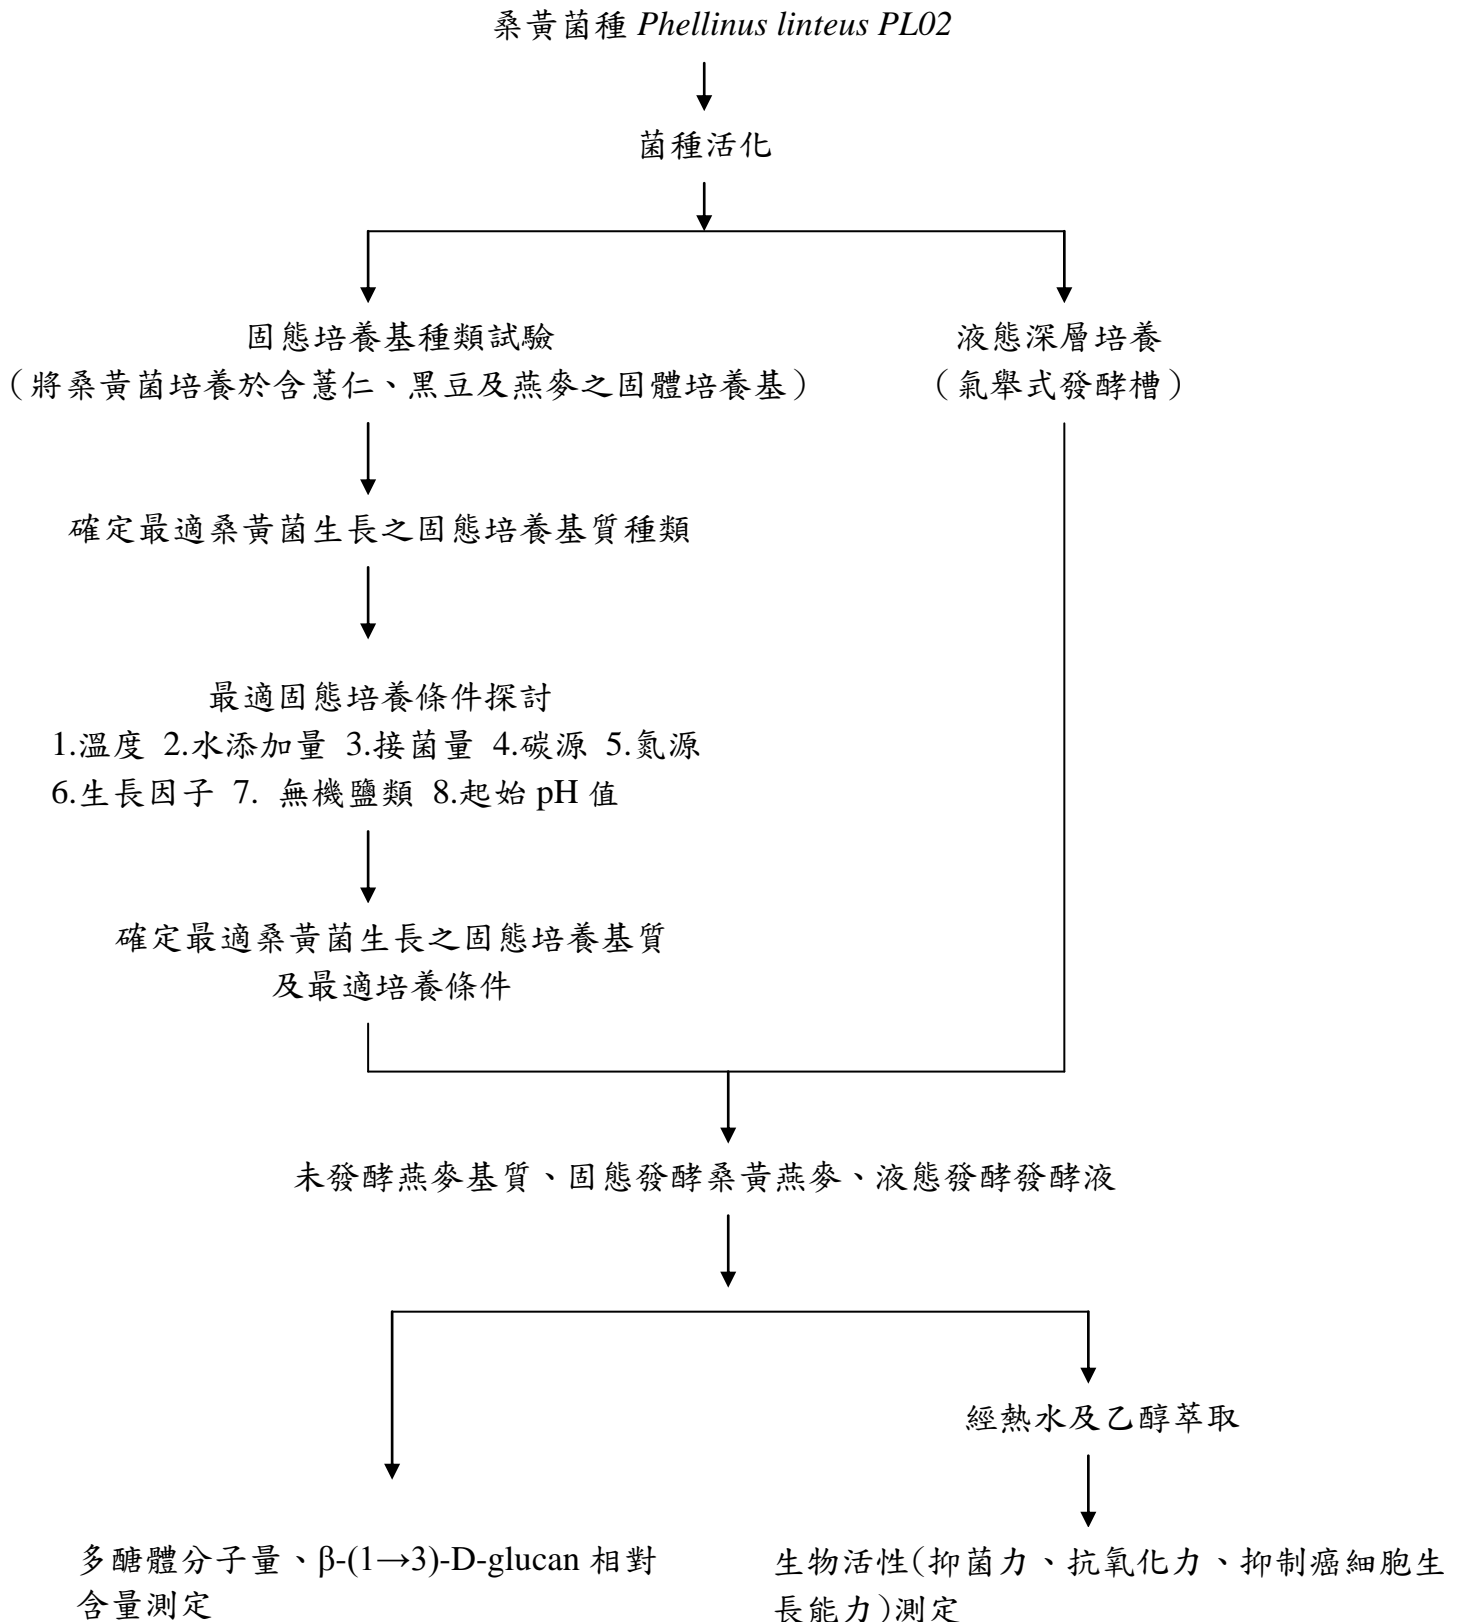 桑黃菌種 Phellinus linteus PL02
菌種活化
固態培養基種類試驗
（將桑黃菌培養於含薏仁、黑豆及燕麥之固體培養基）
液態深層培養
（氣舉式發酵槽）
確定最適桑黃菌生長之固態培養基質種類
最適固態培養條件探討
1.溫度 2.水添加量 3.接菌量 4.碳源 5.氮源
6.生長因子 7. 無機鹽類 8.起始 pH 值
確定最適桑黃菌生長之固態培養基質
及最適培養條件
未發酵燕麥基質、固態發酵桑黃燕麥、液態發酵發酵液
經熱水及乙醇萃取
多醣體分子量、β-(1→3)-D-glucan 相對
含量測定
生物活性(抑菌力、抗氧化力、抑制癌細胞生
長能力)測定